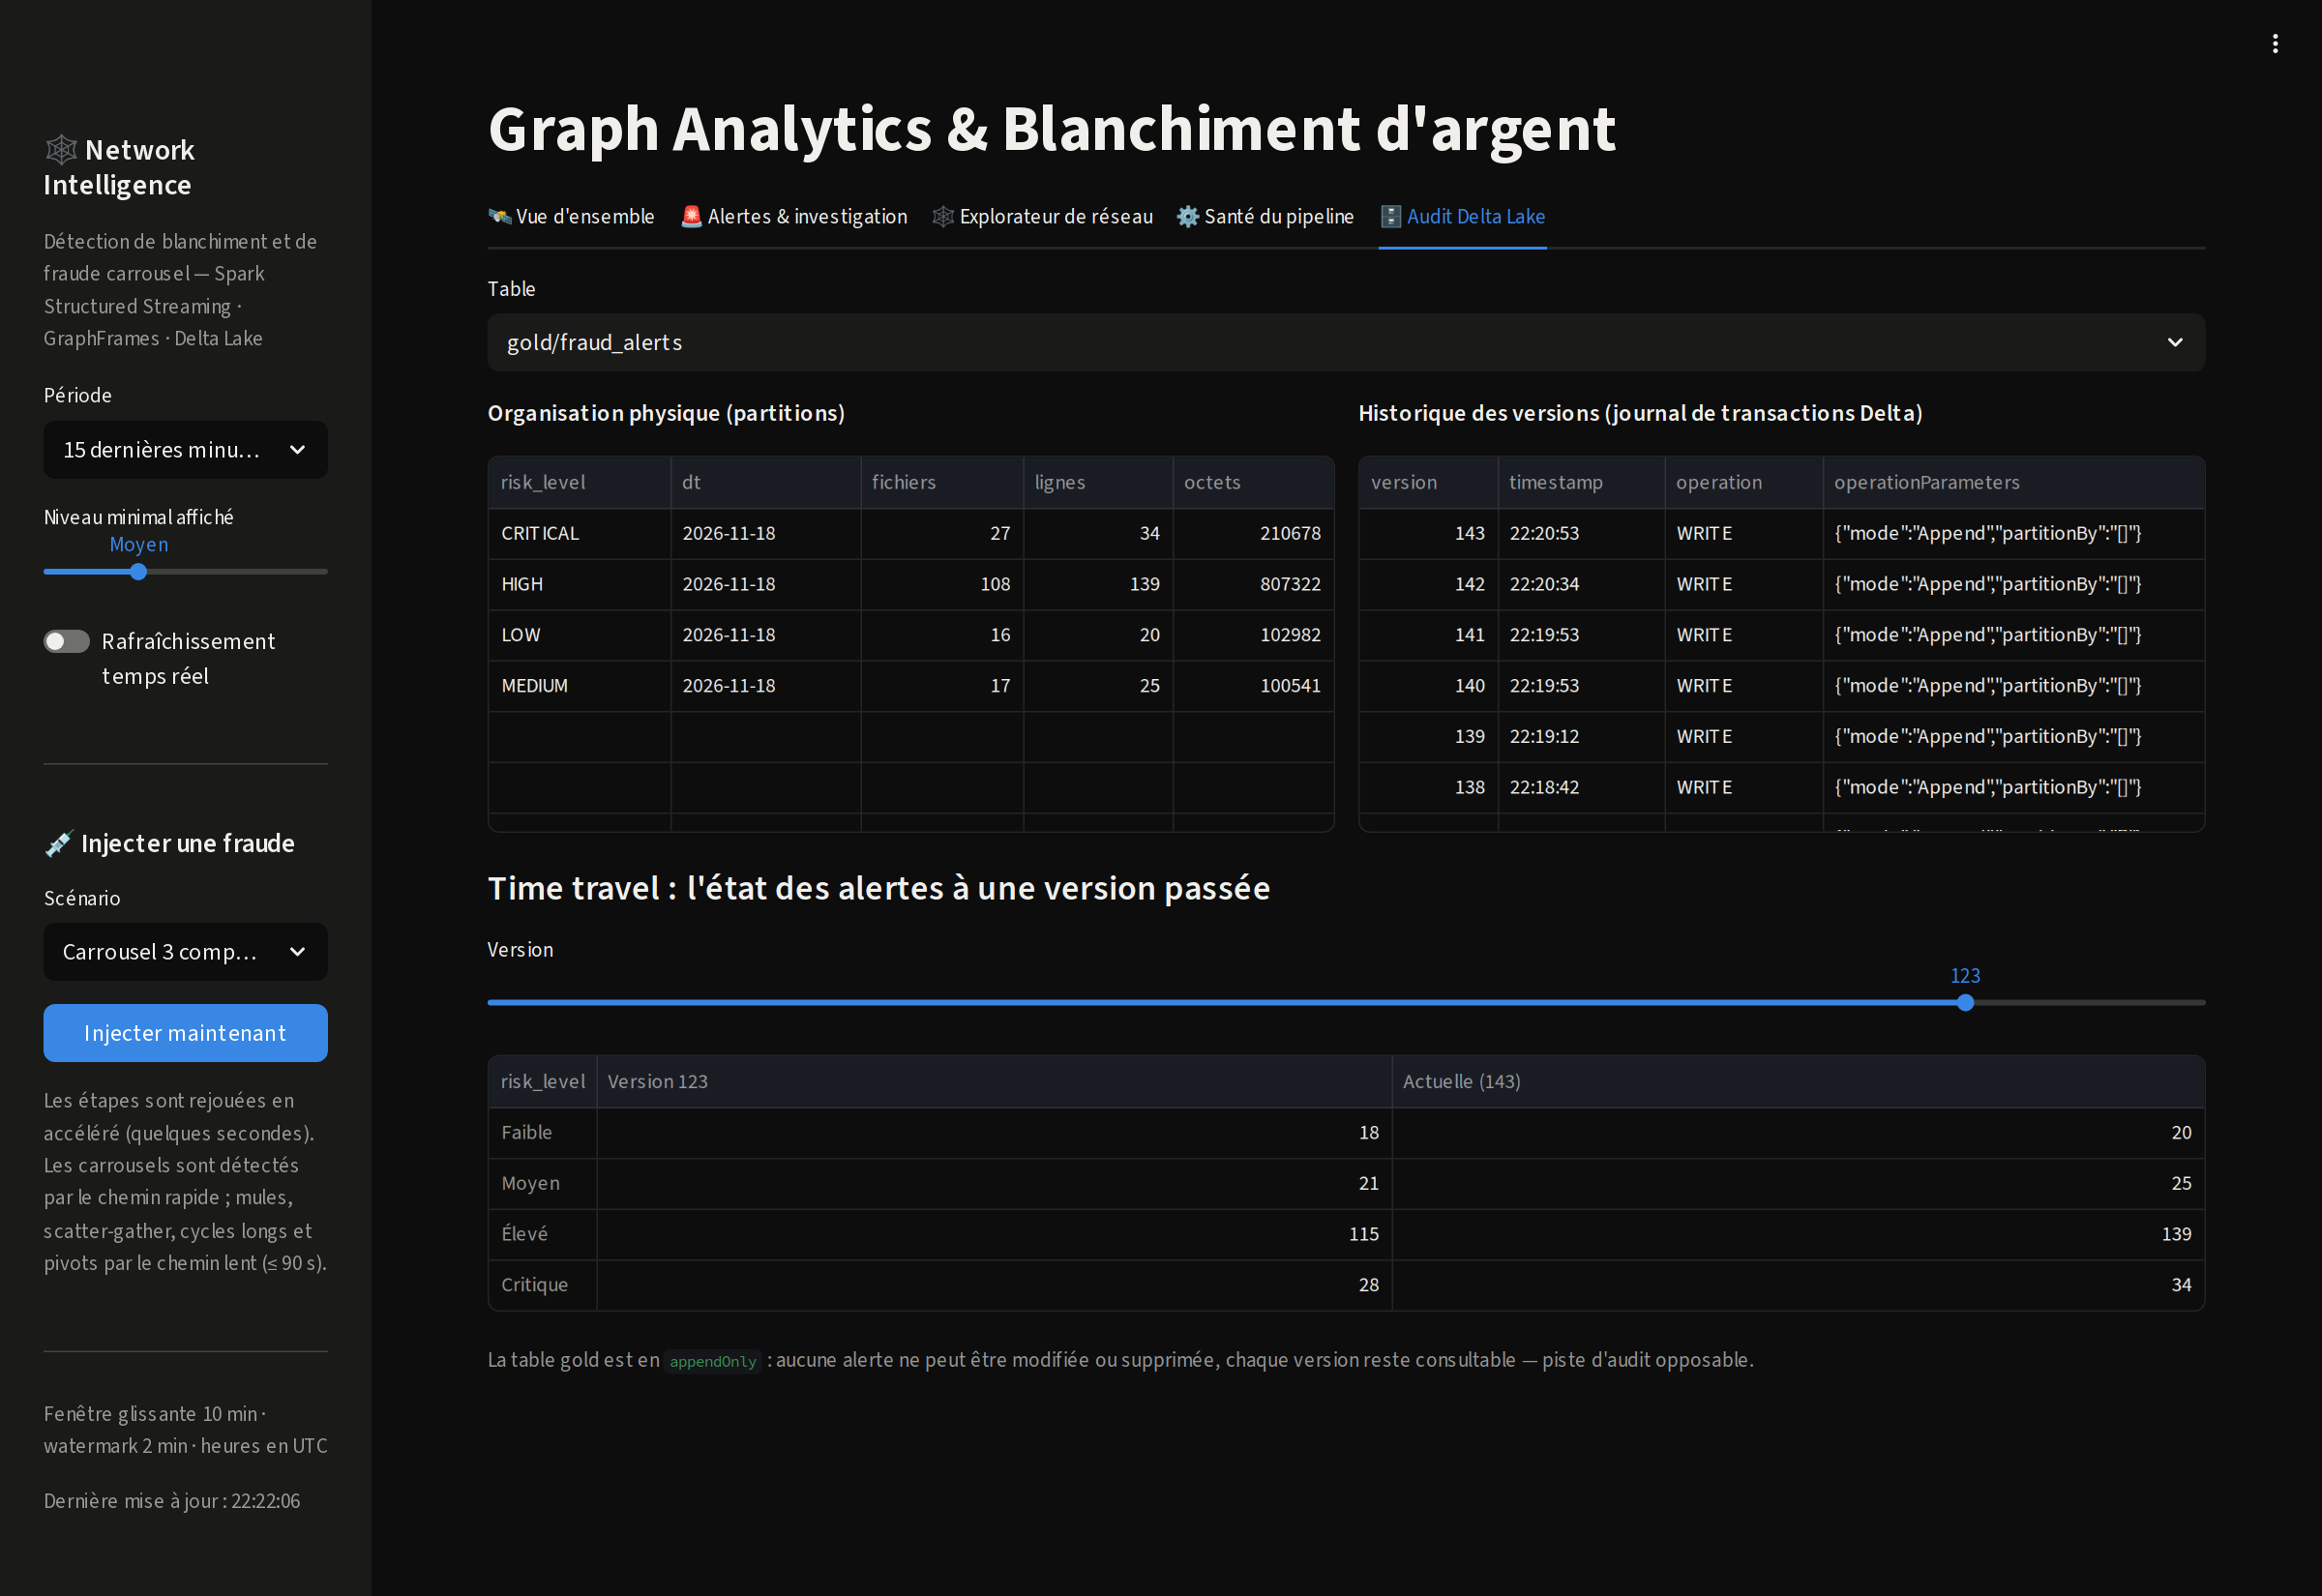 🕸️ Network
Intelligence
Détection de blanchiment et de
fraude carrousel — Spark
Structured Streaming ·
GraphFrames · Delta Lake
Période
15 dernières minu…
Niveau minimal affiché
Moyen
Rafraîchissement
temps réel
💉 Injecter une fraude
Scénario
Carrousel 3 comp…
Injecter maintenant
Les étapes sont rejouées en
accéléré (quelques secondes).
Les carrousels sont détectés
par le chemin rapide ; mules,
scatter-gather, cycles longs et
pivots par le chemin lent (≤ 90 s).
Fenêtre glissante 10 min ·
watermark 2 min · heures en UTC
Dernière mise à jour : 22:22:06
Graph Analytics & Blanchiment d'argent
🛰️ Vue d'ensemble 🚨 Alertes & investigation 🕸️ Explorateur de réseau ⚙️ Santé du pipeline 🗄️ Audit Delta Lake
Table
gold/fraud_alerts
Organisation physique (partitions)
risk_level dt fichiers lignes octets
CRITICAL 2026-11-18 27 34 210678
HIGH 2026-11-18 108 139 807322
LOW 2026-11-18 16 20 102982
MEDIUM 2026-11-18 17 25 100541
Historique des versions (journal de transactions Delta)
version timestamp operation operationParameters
143 22:20:53 WRITE {"mode":"Append","partitionBy":"[]"}
142 22:20:34 WRITE {"mode":"Append","partitionBy":"[]"}
141 22:19:53 WRITE {"mode":"Append","partitionBy":"[]"}
140 22:19:53 WRITE {"mode":"Append","partitionBy":"[]"}
139 22:19:12 WRITE {"mode":"Append","partitionBy":"[]"}
138 22:18:42 WRITE {"mode":"Append","partitionBy":"[]"}
Time travel : l'état des alertes à une version passée
Version
123
risk_level Version 123 Actuelle (143)
Faible 18 20
Moyen 21 25
Élevé 115 139
Critique 28 34
La table gold est en appendOnly : aucune alerte ne peut être modifiée ou supprimée, chaque version reste consultable — piste d'audit opposable.